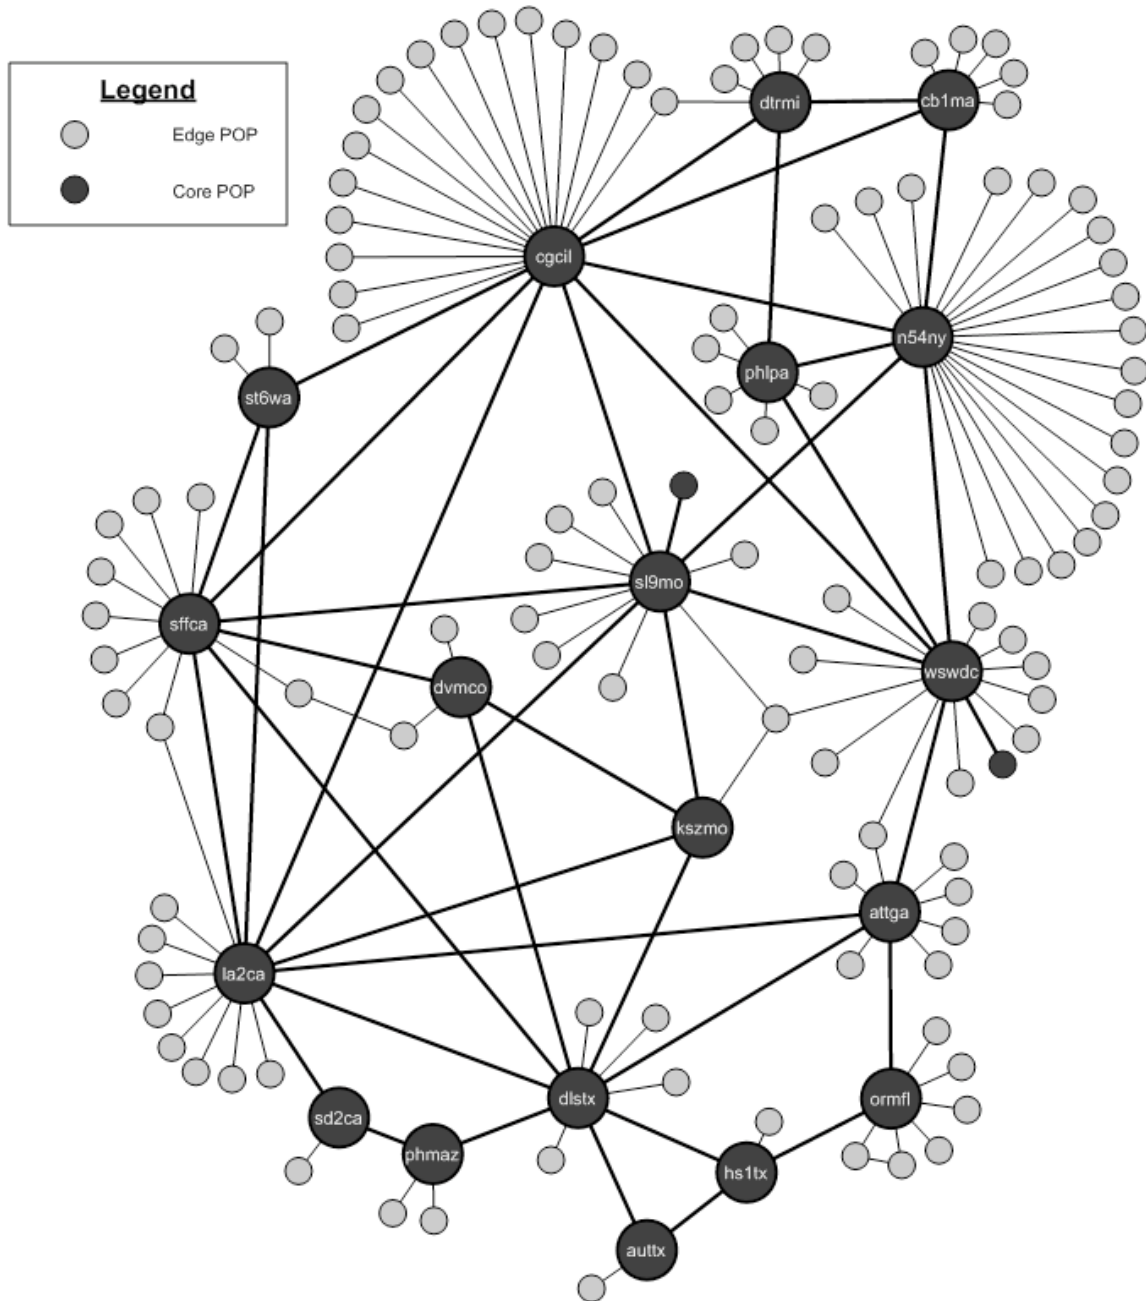 Legend
Edge POP
Core POP
dtrmi
cb1ma
cgcil
n54ny
phlpa
st6wa
sl9mo
sffca
wswdc
dvmco
kszmo
attga
la2ca
dlstx
ormfl
sd2ca
phmaz
hs1tx
auttx